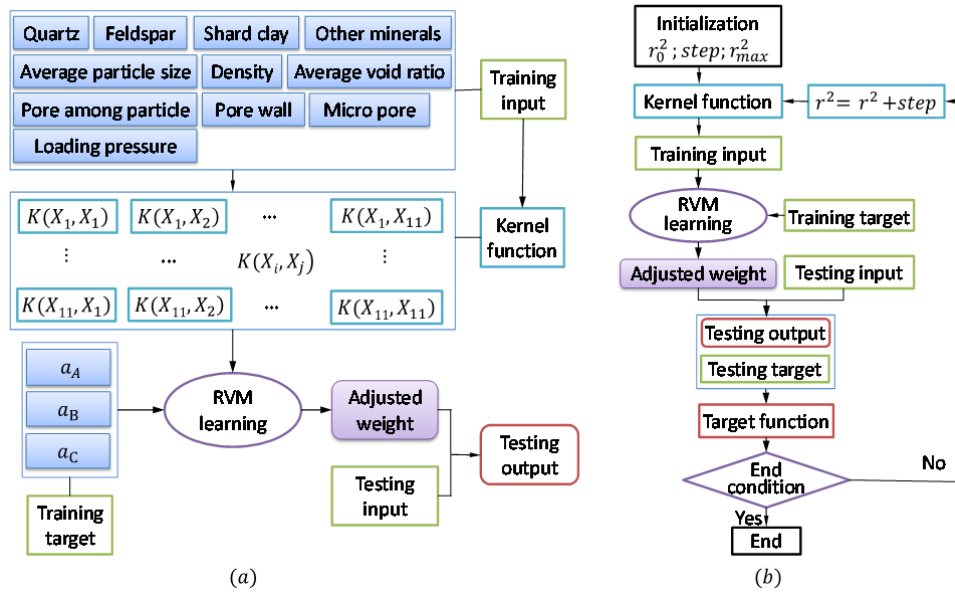 Quartz
Feldspar
Shard clay
Other minerals
Average particle size
Density
Average void ratio
Pore among particle
Pore wall
Micro pore
Loading pressure
Training
input
K(X₁,X₁)
K(X₁,X₂)
...
K(X₁,X₁₁)
⋮
...
K(Xᵢ,Xⱼ)
⋮
K(X₁₁,X₁)
K(X₁₁,X₂)
...
K(X₁₁,X₁₁)
Kernel
function
a_A
a_B
a_C
Training
target
RVM
learning
Adjusted
weight
Testing
input
Testing
output
(a)
Initialization
r₀²; step; r²max
Kernel function
r²= r²+step
Training input
RVM
learning
Training target
Adjusted weight
Testing input
Testing output
Testing target
Target function
End
condition
No
Yes
End
(b)